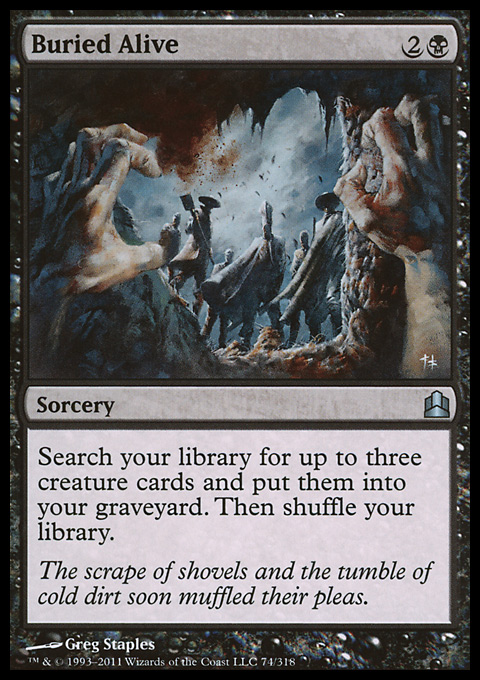 Buried Alive 2
Sorcery
Search your library for up to three
creature cards and put them into
your graveyard. Then shuffle your
library.
The scrape of shovels and the tumble of
cold dirt soon muffled their pleas.
Greg Staples
™ & © 1993–2011 Wizards of the Coast LLC 74/318